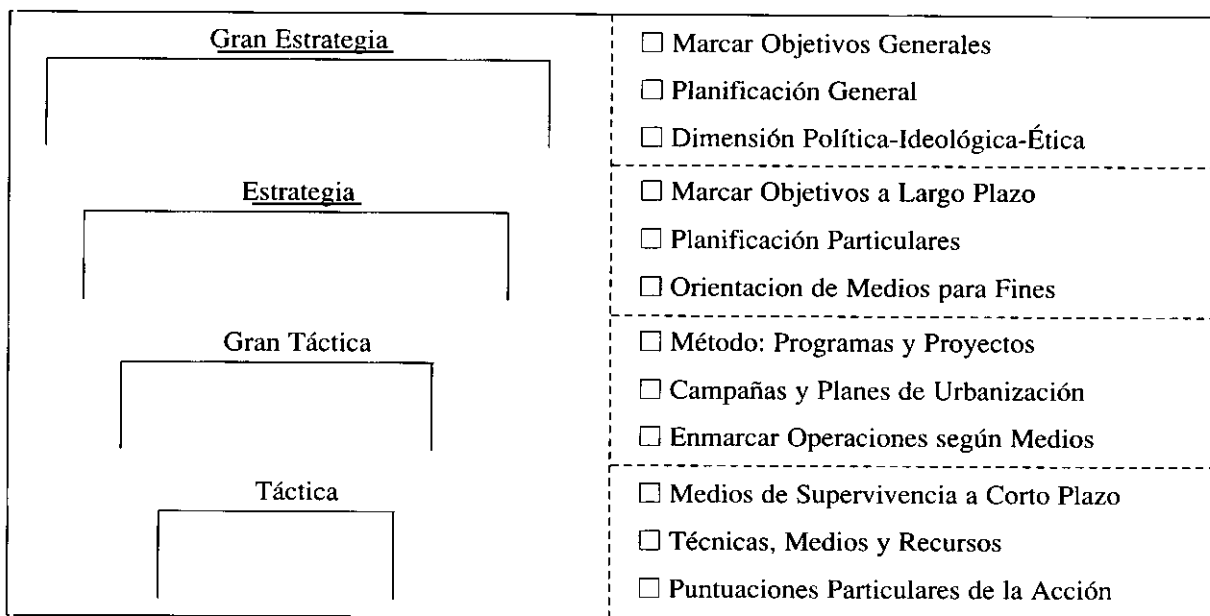 Gran Estrategia
☐ Marcar Objetivos Generales
☐ Planificación General
☐ Dimensión Política-Ideológica-Ética
Estrategia
☐ Marcar Objetivos a Largo Plazo
☐ Planificación Particulares
☐ Orientacion de Medios para Fines
Gran Táctica
☐ Método: Programas y Proyectos
☐ Campañas y Planes de Urbanización
☐ Enmarcar Operaciones según Medios
Táctica
☐ Medios de Supervivencia a Corto Plazo
☐ Técnicas, Medios y Recursos
☐ Puntuaciones Particulares de la Acción